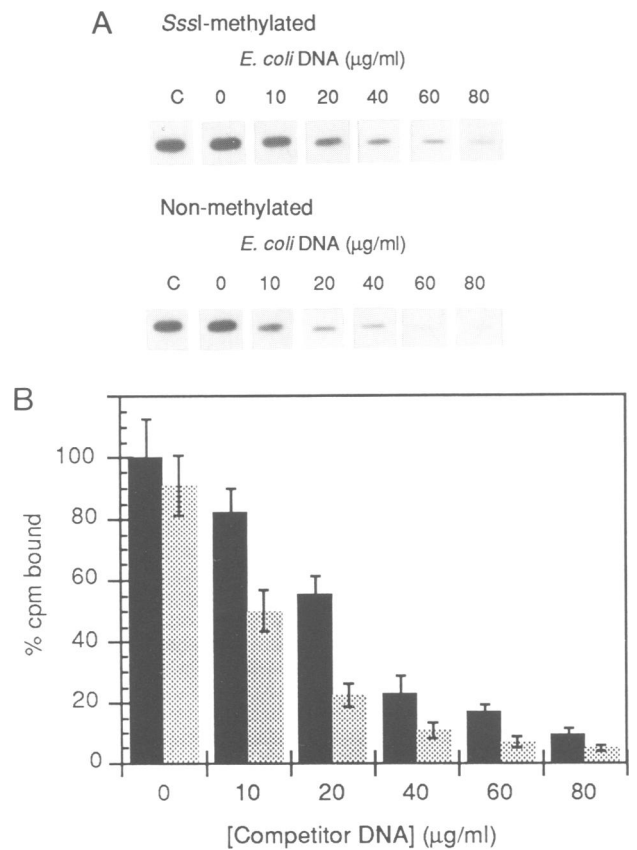 A
SssI-methylated
E. coli DNA (μg/ml)
C 0 10 20 40 60 80
Non-methylated
E. coli DNA (μg/ml)
C 0 10 20 40 60 80
B
% cpm bound
100
80
60
40
20
0
0 10 20 40 60 80
[Competitor DNA] (μg/ml)